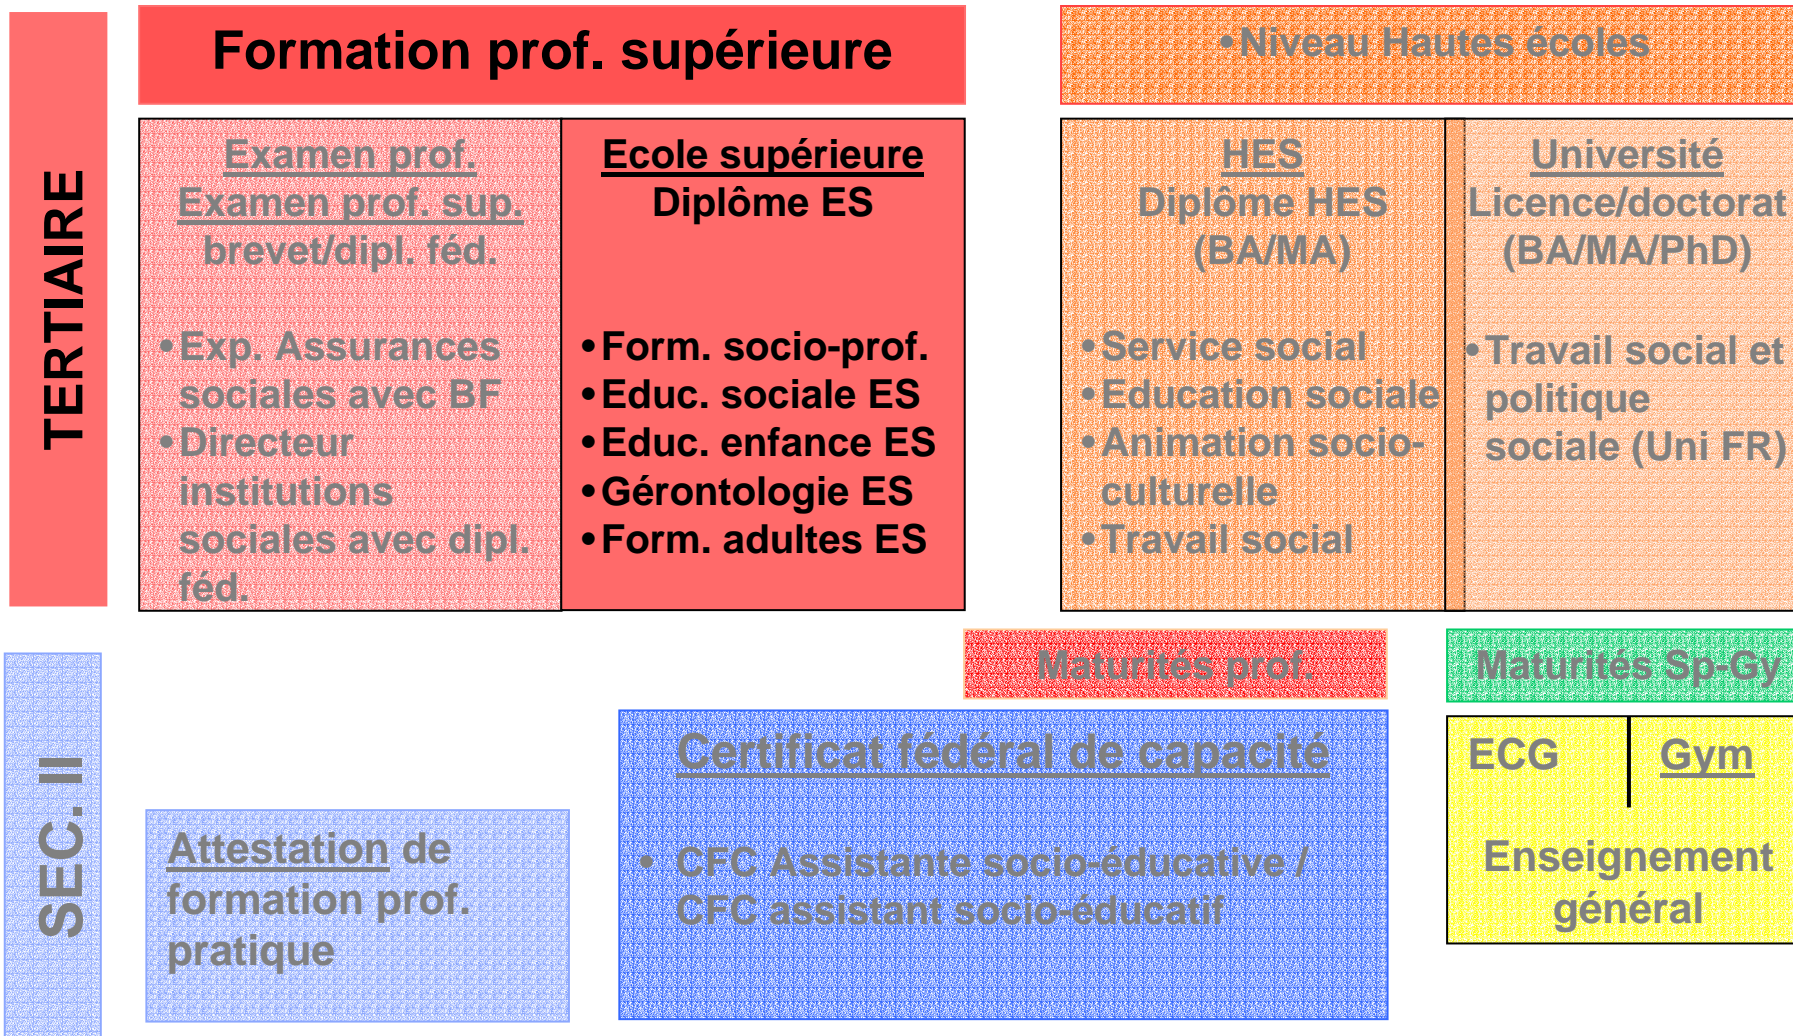 TERTIAIRE
Formation prof. supérieure
•Niveau Hautes écoles
Examen prof.
Examen prof. sup.
brevet/dipl. féd.
•Exp. Assurances
sociales avec BF
•Directeur
institutions
sociales avec dipl.
féd.
Ecole supérieure
Diplôme ES
•Form. socio-prof.
•Educ. sociale ES
•Educ. enfance ES
•Gérontologie ES
•Form. adultes ES
HES
Diplôme HES
(BA/MA)
•Service social
•Education sociale
•Animation socio-
culturelle
•Travail social
Université
Licence/doctorat
(BA/MA/PhD)
•Travail social et
politique
sociale (Uni FR)
SEC. II
Maturités prof.
Maturités Sp-Gy
Attestation de
formation prof.
pratique
Certificat fédéral de capacité
• CFC Assistante socio-éducative /
CFC assistant socio-éducatif
ECG
Gym
Enseignement
général